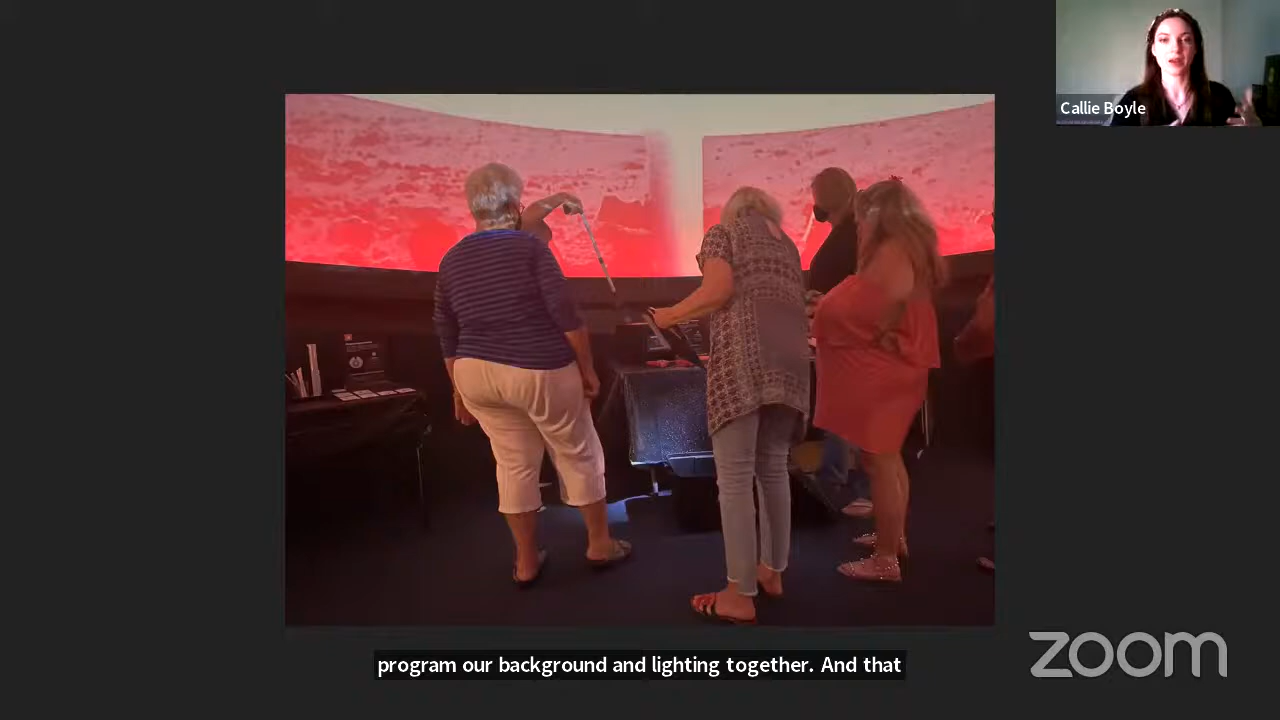 Callie Boyle
program our background and lighting together. And that
zoom